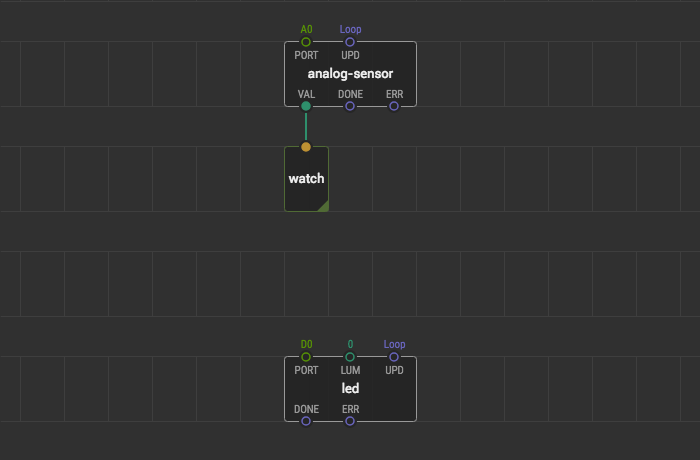 A0 Loop
PORT UPD
analog-sensor
VAL DONE ERR
watch
D0 0 Loop
PORT LUM UPD
led
DONE ERR